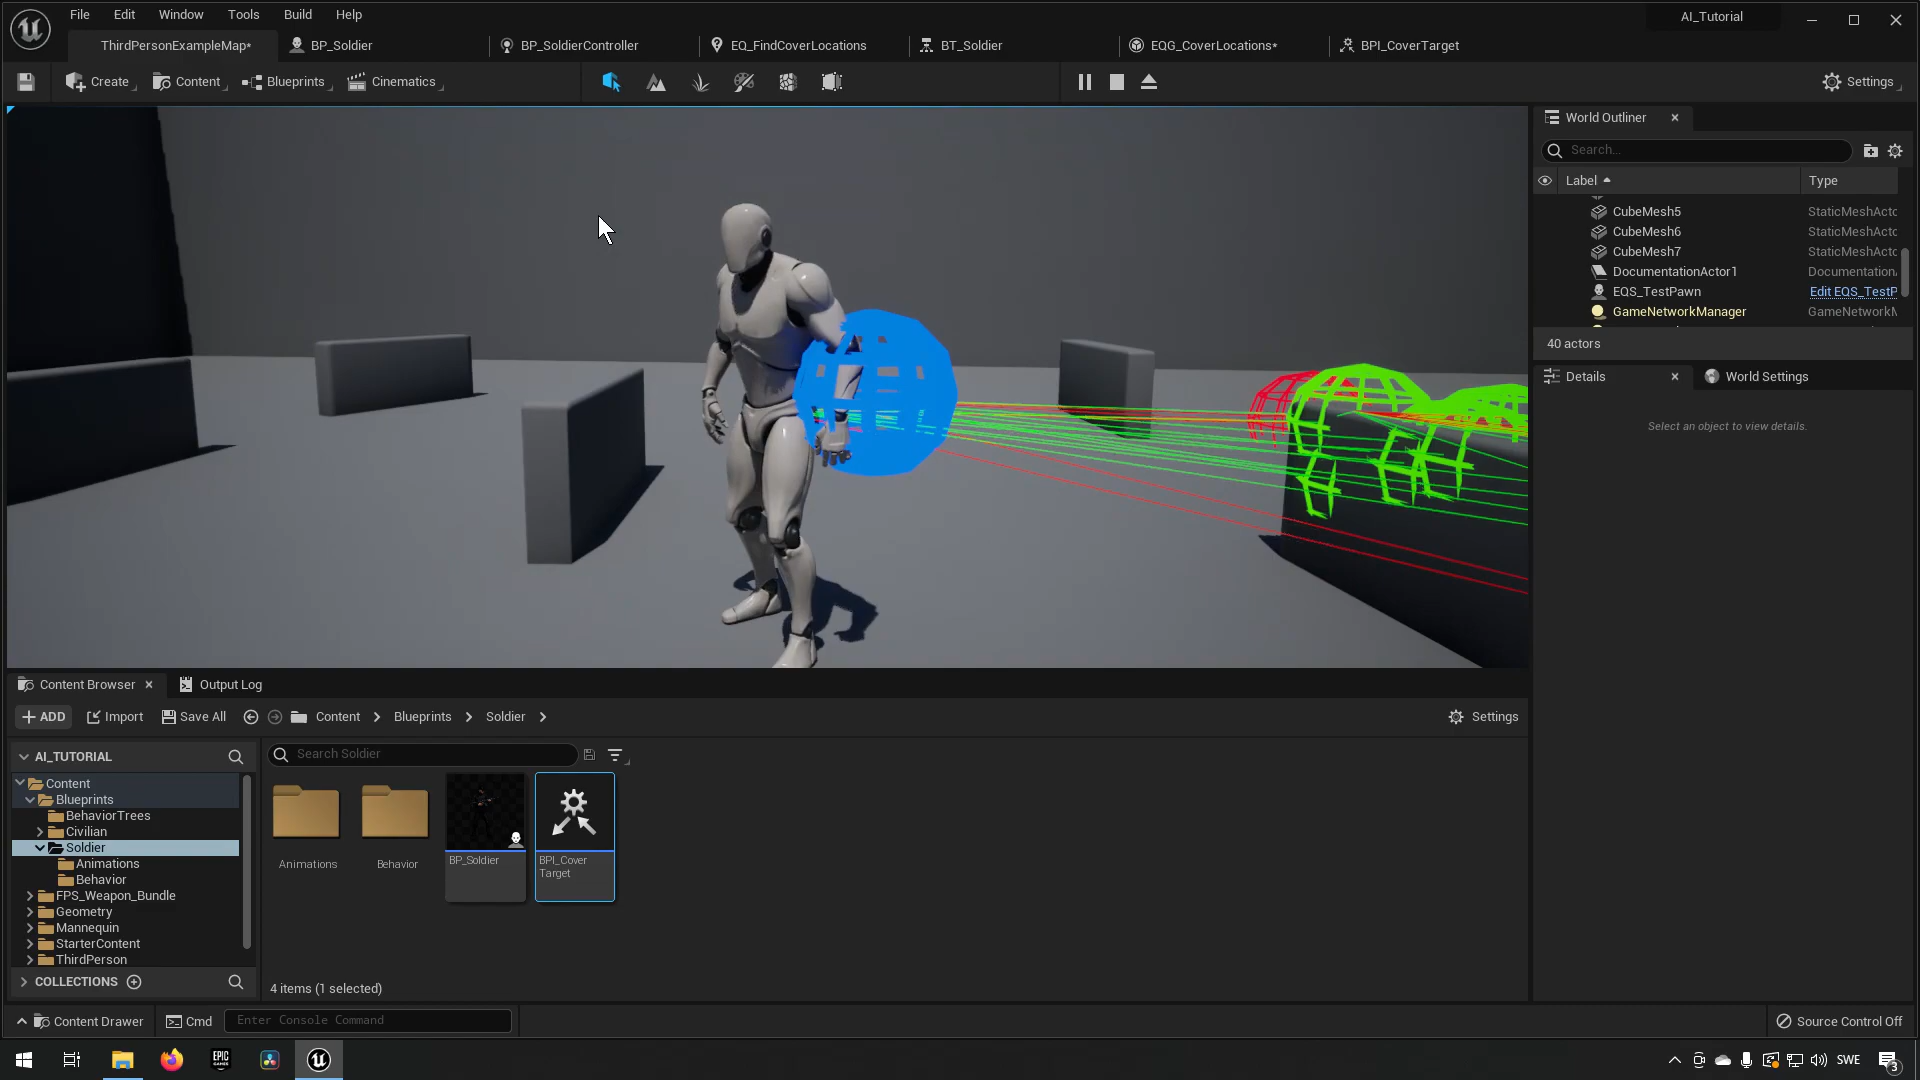 File Edit Window Tools Build Help
AI_Tutorial
ThirdPersonExampleMap* BP_Soldier BP_SoldierController EQ_FindCoverLocations BT_Soldier EQG_CoverLocations* BPI_CoverTarget
Create Content Blueprints Cinematics Settings
World Outliner
Search...
Label Type
CubeMesh5 StaticMeshActo
CubeMesh6 StaticMeshActo
CubeMesh7 StaticMeshActo
DocumentationActor1 Documentation
EQS_TestPawn Edit EQS_TestP
GameNetworkManager GameNetworkM
40 actors
Details World Settings
Select an object to view details.
Content Browser Output Log
ADD Import Save All Content Blueprints Soldier Settings
AI_TUTORIAL
Search Soldier
Content
Blueprints
BehaviorTrees
Civilian
Soldier
Animations
Behavior
FPS_Weapon_Bundle
Geometry
Mannequin
StarterContent
ThirdPerson
COLLECTIONS
Animations
Behavior
BP_Soldier
BPI_Cover
Target
4 items (1 selected)
Content Drawer Cmd Enter Console Command Source Control Off
EPIC
GAMES
SWE
3